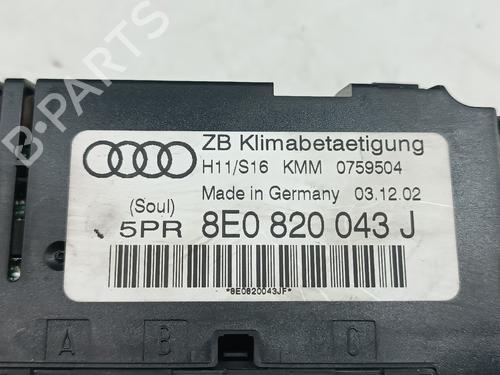 ZB Klimabetaetigung
H11/S16 KMM 0759504
Made in Germany 03.12.02
(Soul)
5PR 8E0 820 043 J
*8E0820043JF*
A B C
B-PARTS